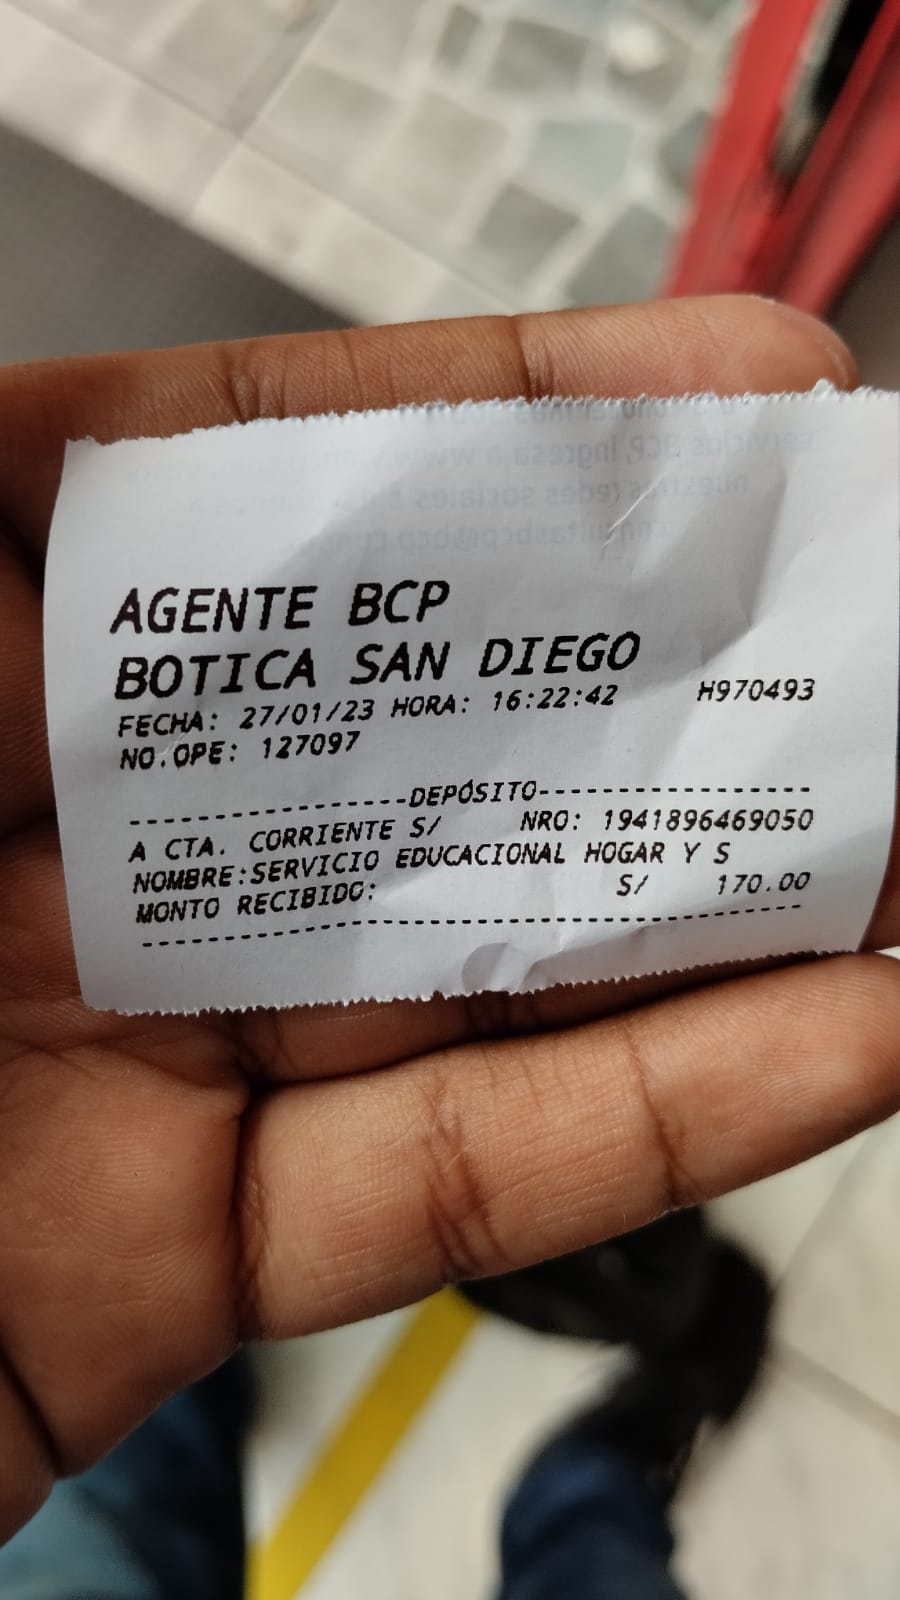 AGENTE BCP
BOTICA SAN DIEGO
FECHA: 27/01/23 HORA: 16:22:42 H970493
NO.OPE: 127097
-----------------DEPÓSITO-----------------
A CTA. CORRIENTE S/ NRO: 1941896469050
NOMBRE:SERVICIO EDUCACIONAL HOGAR Y S
MONTO RECIBIDO: S/ 170.00
------------------------------------------